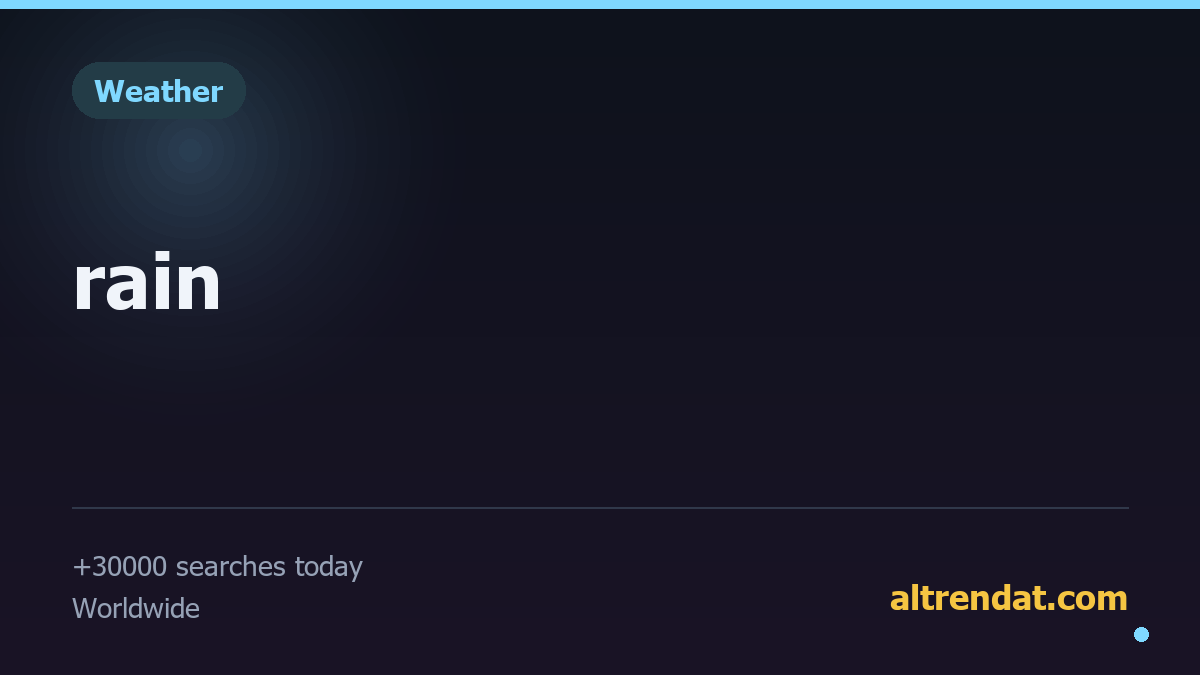 Weather
rain
+30000 searches today
Worldwide
altrendat.com